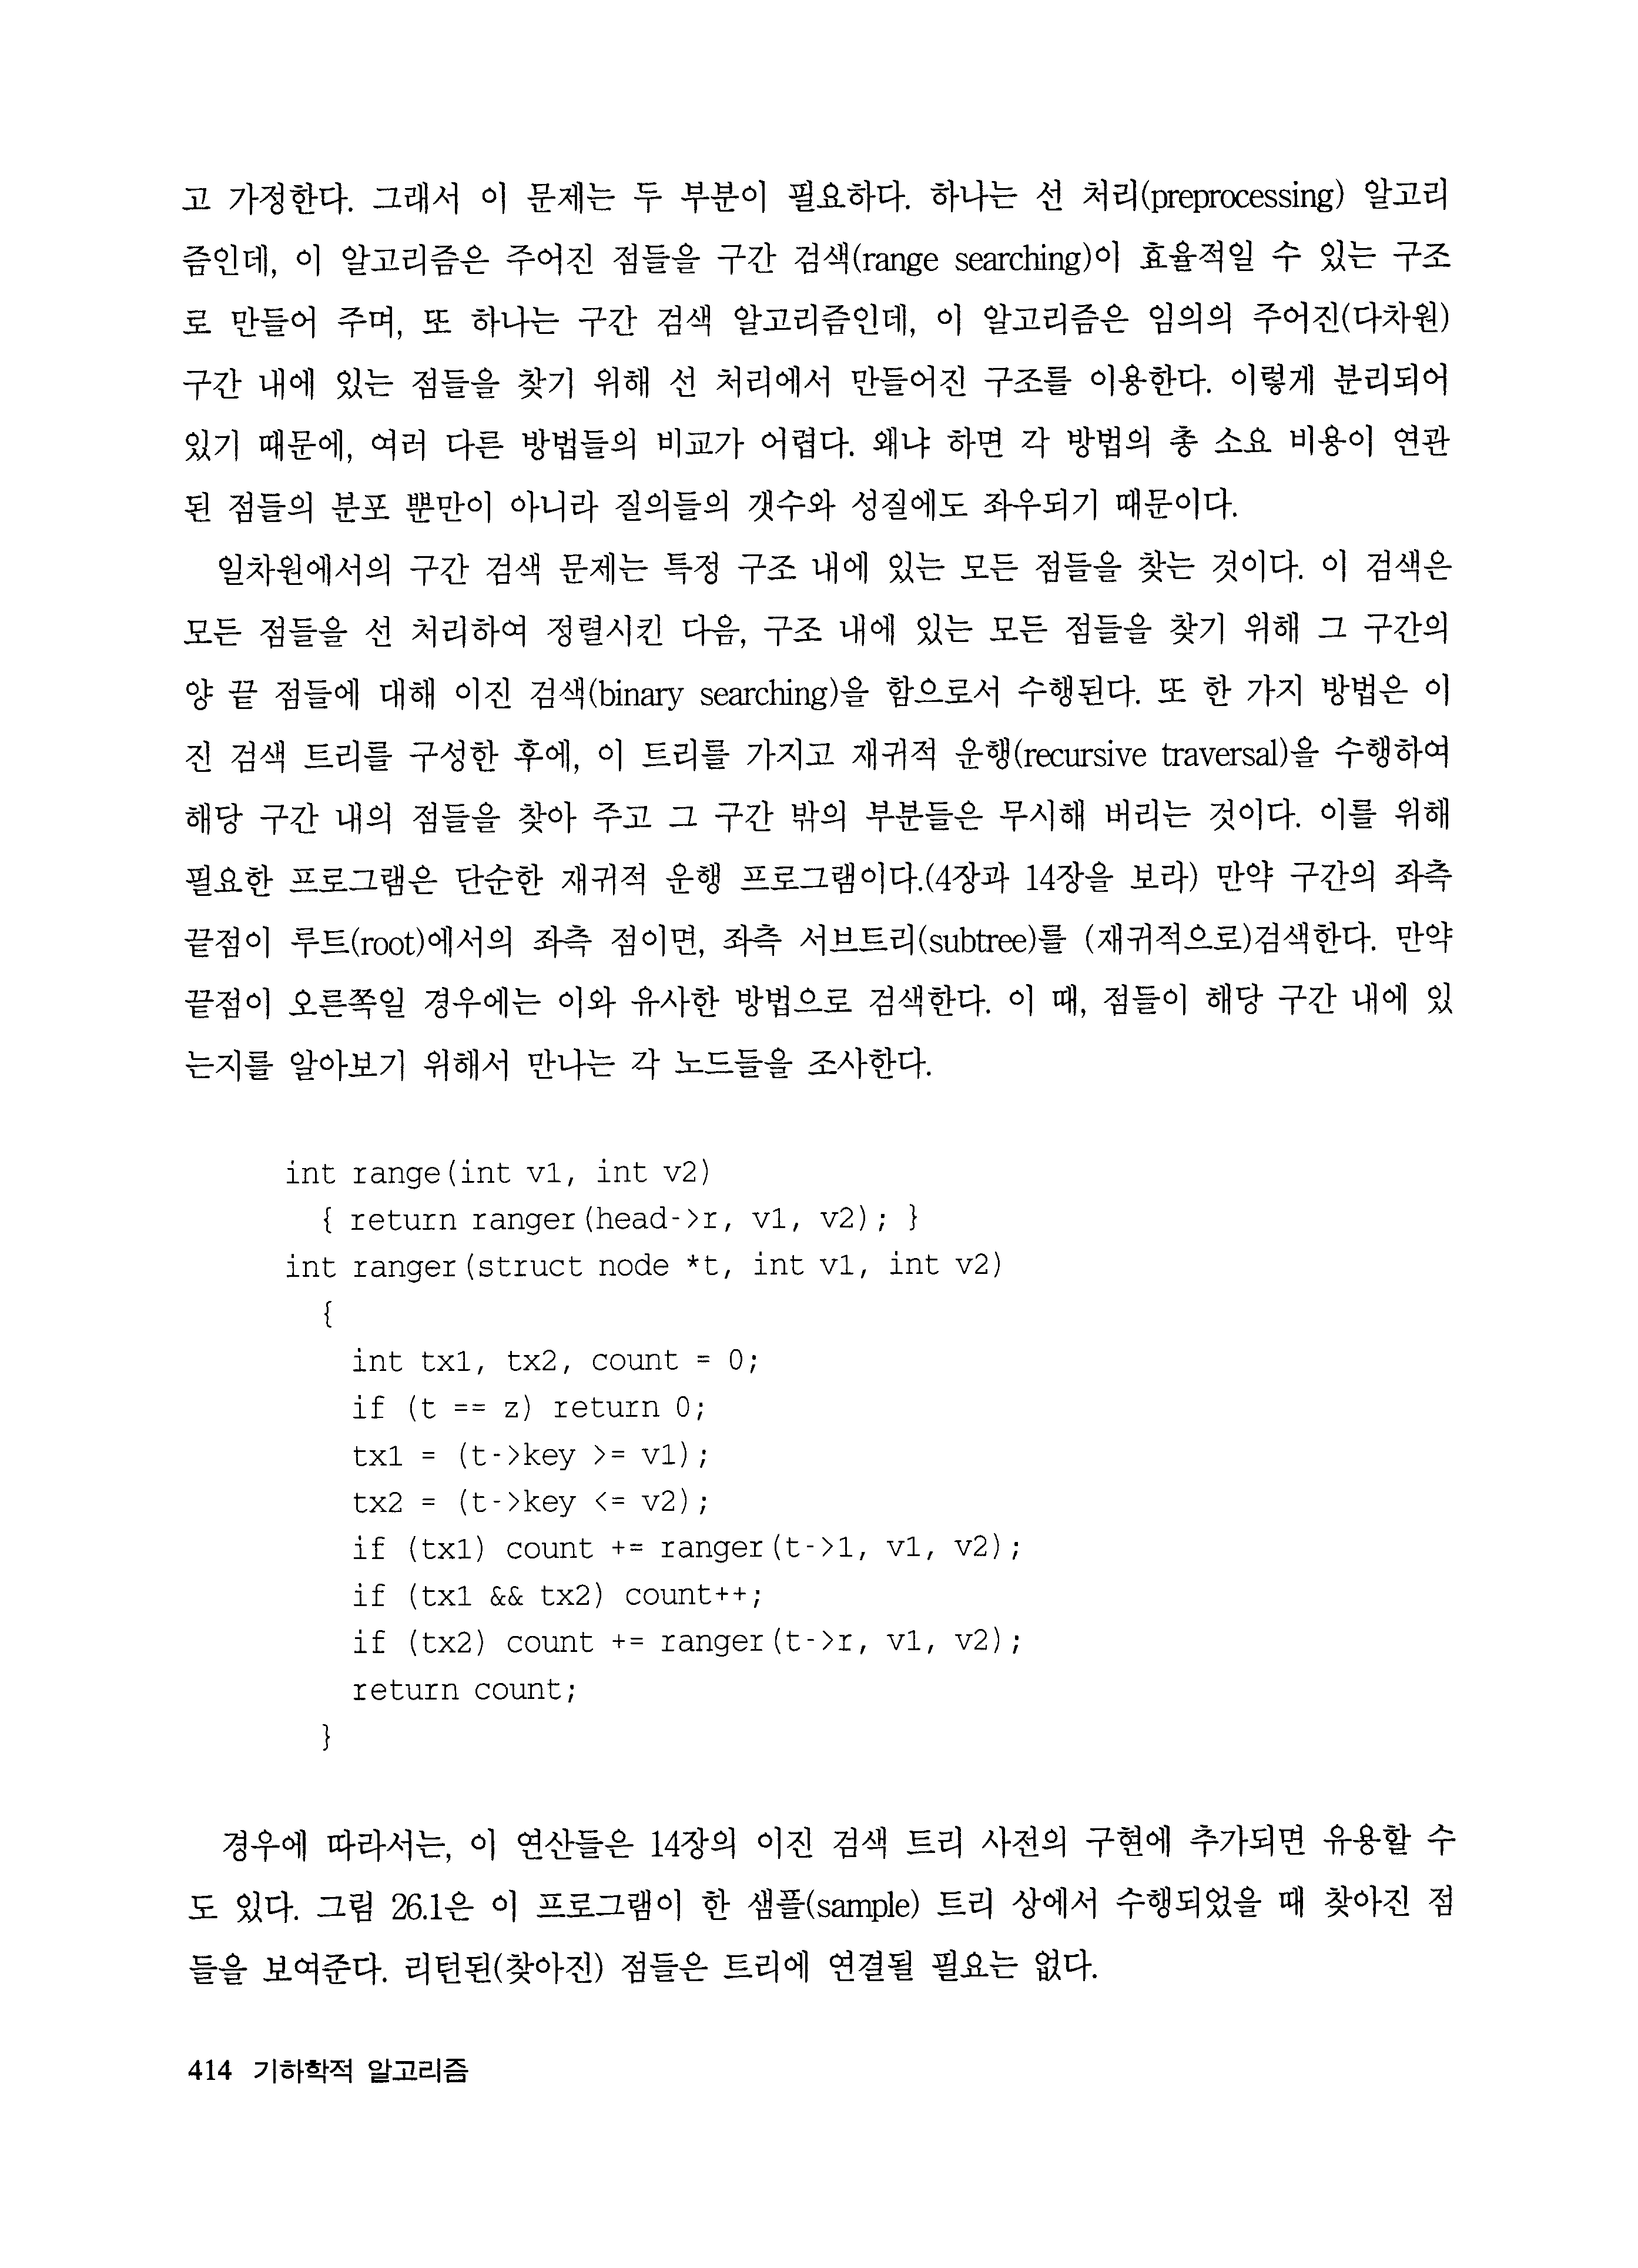 고 가정한다. 그래서 이 문제는 두 부분이 필요하다. 하나는 선 처리(preprocessing) 알고리
즘인데, 이 알고리즘은 주어진 점들을 구간 검색(range searching)이 효율적일 수 있는 구조
로 만들어 주며, 또 하나는 구간 검색 알고리즘인데, 이 알고리즘은 임의의 주어진(다차원)
구간 내에 있는 점들을 찾기 위해 선 처리에서 만들어진 구조를 이용한다. 이렇게 분리되어
있기 때문에, 여러 다른 방법들의 비교가 어렵다. 왜냐 하면 각 방법의 총 소요 비용이 연관
된 점들의 분포 뿐만이 아니라 질의들의 갯수와 성질에도 좌우되기 때문이다.
일차원에서의 구간 검색 문제는 특정 구조 내에 있는 모든 점들을 찾는 것이다. 이 검색은
모든 점들을 선 처리하여 정렬시킨 다음, 구조 내에 있는 모든 점들을 찾기 위해 그 구간의
양 끝 점들에 대해 이진 검색(binary searching)을 함으로서 수행된다. 또 한 가지 방법은 이
진 검색 트리를 구성한 후에, 이 트리를 가지고 재귀적 운행(recursive traversal)을 수행하여
해당 구간 내의 점들을 찾아 주고 그 구간 밖의 부분들은 무시해 버리는 것이다. 이를 위해
필요한 프로그램은 단순한 재귀적 운행 프로그램이다.(4장과 14장을 보라) 만약 구간의 좌측
끝점이 루트(root)에서의 좌측 점이면, 좌측 서브트리(subtree)를 (재귀적으로)검색한다. 만약
끝점이 오른쪽일 경우에는 이와 유사한 방법으로 검색한다. 이 때, 점들이 해당 구간 내에 있
는지를 알아보기 위해서 만나는 각 노드들을 조사한다.
int range(int v1, int v2)
{ return ranger(head->r, v1, v2); }
int ranger(struct node *t, int v1, int v2)
{
int tx1, tx2, count = 0;
if (t == z) return 0;
tx1 = (t->key >= v1);
tx2 = (t->key <= v2);
if (tx1) count += ranger(t->1, v1, v2);
if (tx1 && tx2) count++;
if (tx2) count += ranger(t->r, v1, v2);
return count;
}
경우에 따라서는, 이 연산들은 14장의 이진 검색 트리 사전의 구현에 추가되면 유용할 수
도 있다. 그림 26.1은 이 프로그램이 한 샘플(sample) 트리 상에서 수행되었을 때 찾아진 점
들을 보여준다. 리턴된(찾아진) 점들은 트리에 연결될 필요는 없다.
414 기하학적 알고리즘